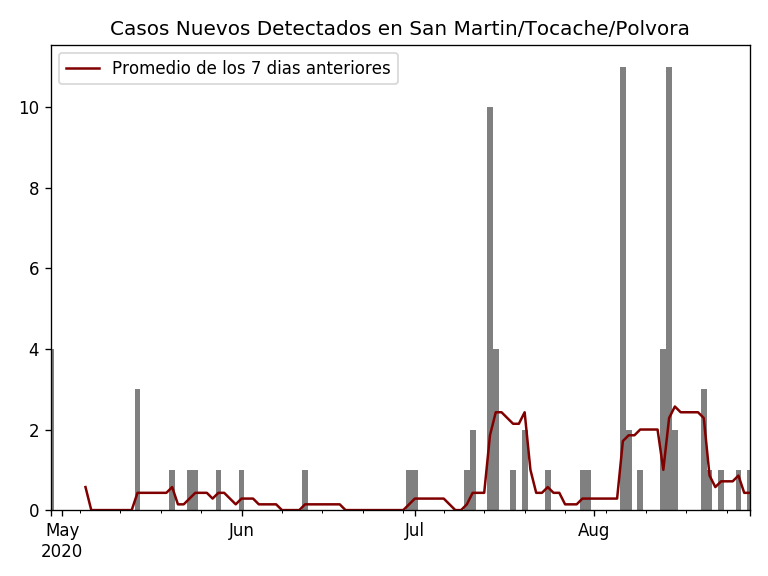 Casos Nuevos Detectados en San Martin/Tocache/Polvora
Promedio de los 7 dias anteriores
10
8
6
4
2
0
May Jun Jul Aug
2020